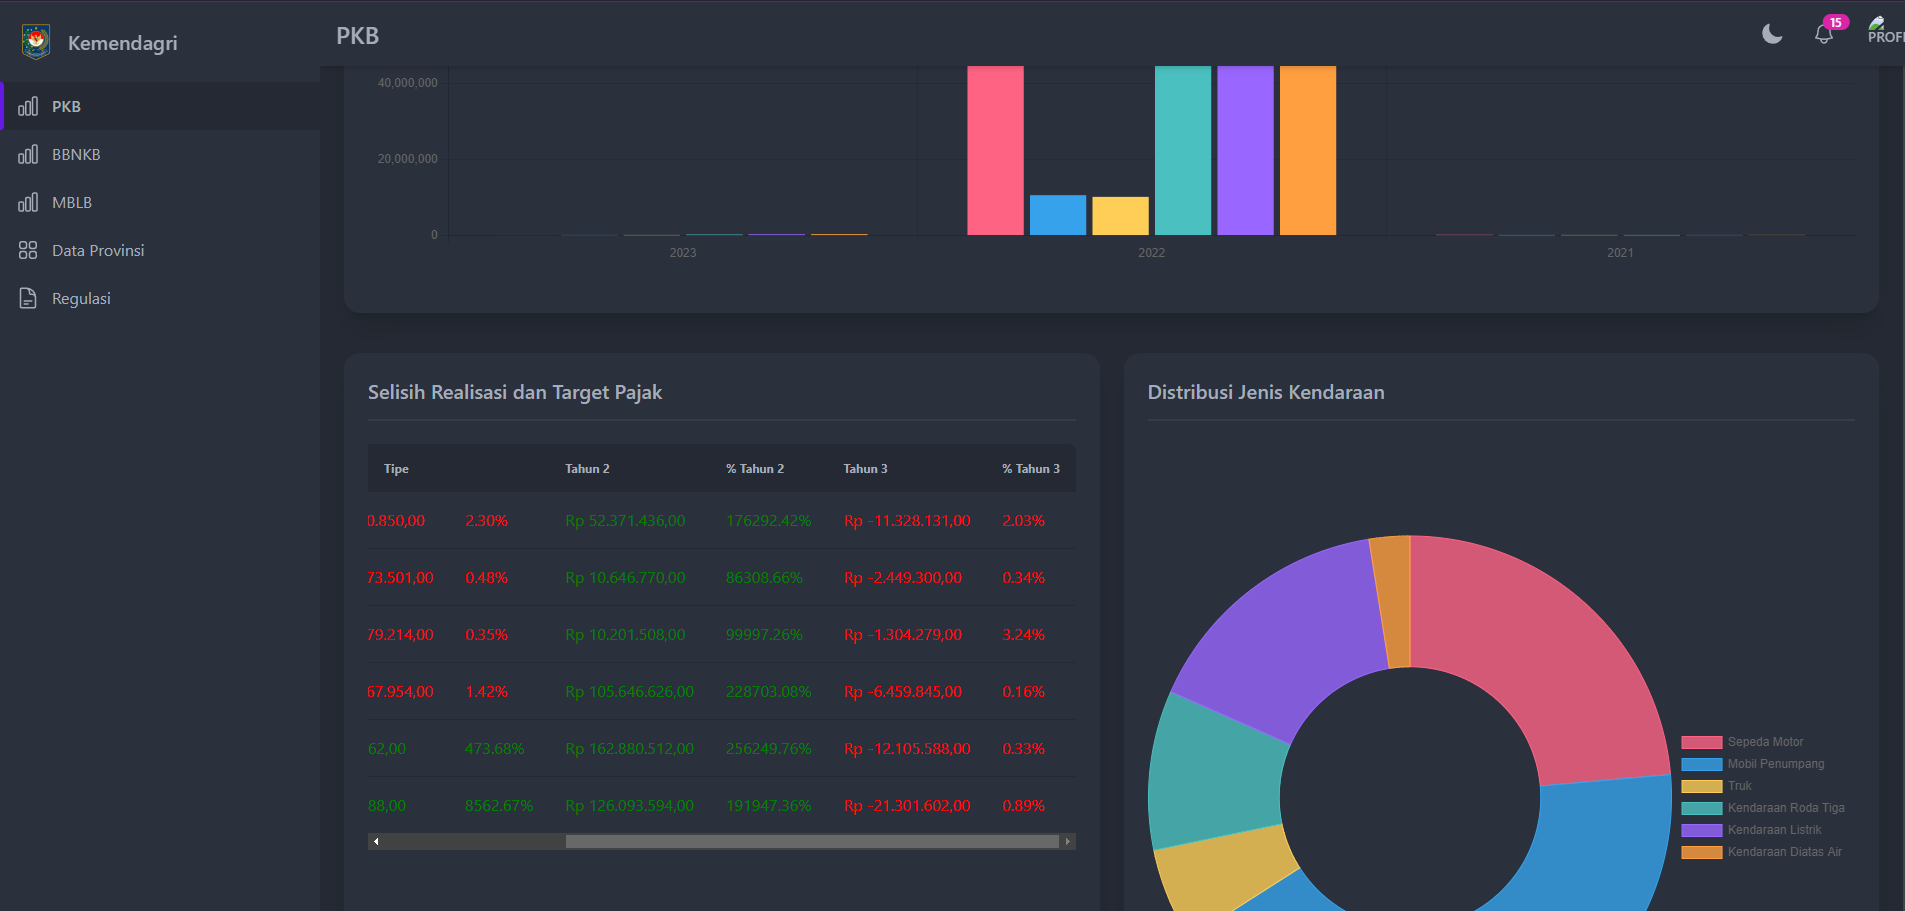 Kemendagri
PKB
15
PROFI
PKB
BBNKB
MBLB
Data Provinsi
Regulasi
40,000,000
20,000,000
0
2023 2022 2021
Selisih Realisasi dan Target Pajak
Tipe Tahun 2 % Tahun 2 Tahun 3 % Tahun 3
0.850,00 2.30% Rp 52.371.436,00 176292.42% Rp -11.328.131,00 2.03%
73.501,00 0.48% Rp 10.646.770,00 86308.66% Rp -2.449.300,00 0.34%
79.214,00 0.35% Rp 10.201.508,00 99997.26% Rp -1.304.279,00 3.24%
67.954,00 1.42% Rp 105.646.626,00 228703.08% Rp -6.459.845,00 0.16%
62,00 473.68% Rp 162.880.512,00 256249.76% Rp -12.105.588,00 0.33%
88,00 8562.67% Rp 126.093.594,00 191947.36% Rp -21.301.602,00 0.89%
Distribusi Jenis Kendaraan
Sepeda Motor
Mobil Penumpang
Truk
Kendaraan Roda Tiga
Kendaraan Listrik
Kendaraan Diatas Air